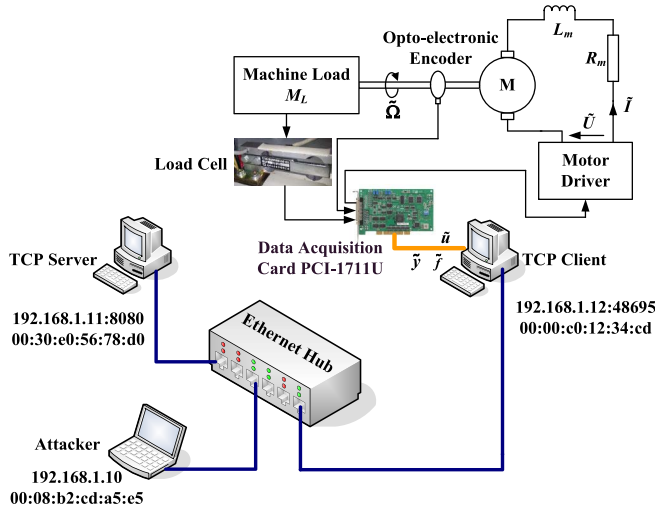 L_m
Opto-electronic
Encoder
R_m
Machine Load
M_L
M
Ω̃
Ũ
Ĩ
Load Cell
Motor
Driver
Data Acquisition
Card PCI-1711U
ũ
ỹ f̃
TCP Server
TCP Client
192.168.1.11:8080
00:30:e0:56:78:d0
192.168.1.12:48695
00:00:c0:12:34:cd
Ethernet Hub
Attacker
192.168.1.10
00:08:b2:cd:a5:e5